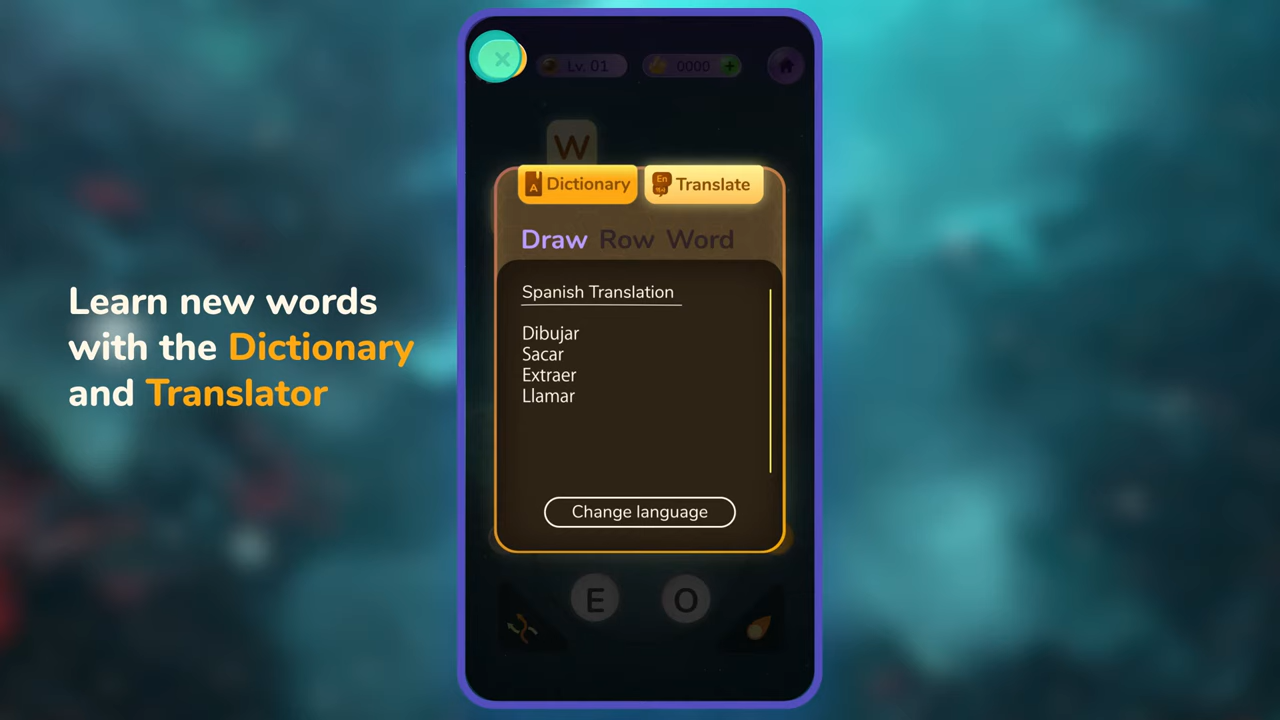 Learn new words
with the Dictionary
and Translator
Lv. 01
0000
W
Dictionary
Translate
Draw Row Word
Spanish Translation
Dibujar
Sacar
Extraer
Llamar
Change language
E
O